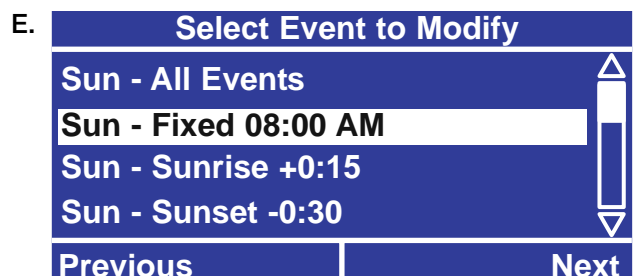 E.
Select Event to Modify
Sun - All Events
Sun - Fixed 08:00 AM
Sun - Sunrise +0:15
Sun - Sunset -0:30
Previous Next